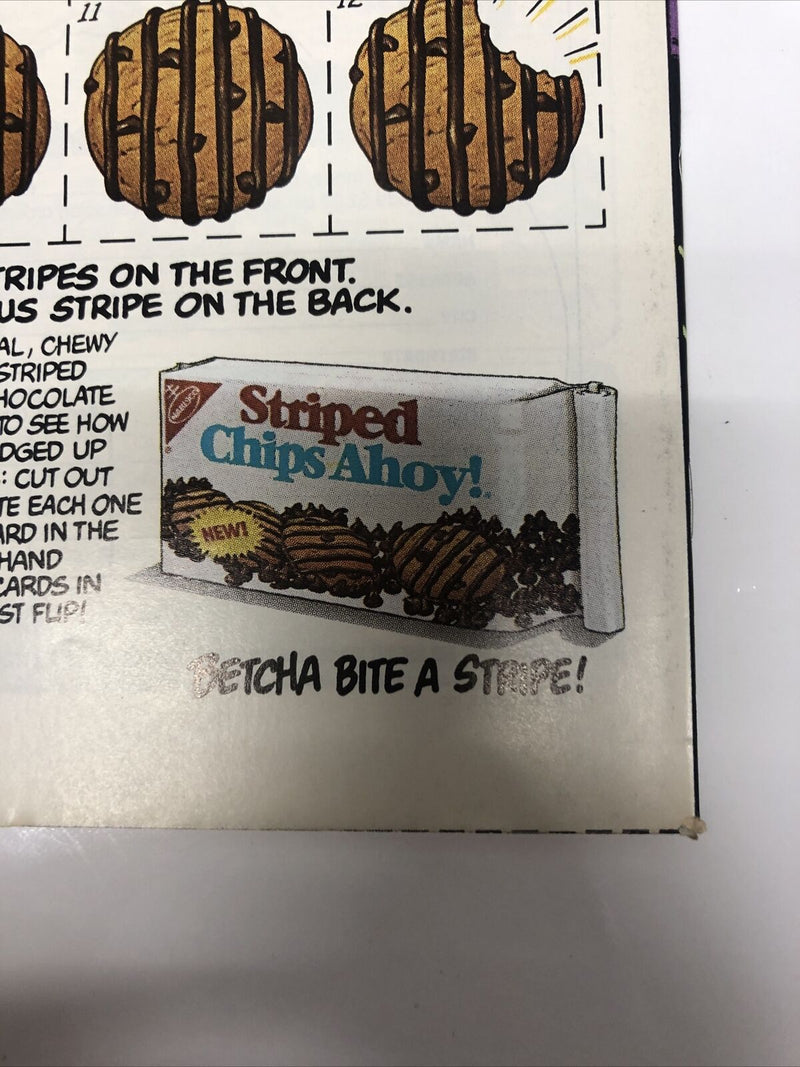 11
12
TRIPES ON THE FRONT.
US STRIPE ON THE BACK.
AL, CHEWY
STRIPED
HOCOLATE
TO SEE HOW
DGED UP
: CUT OUT
TE EACH ONE
ARD IN THE
HAND
CARDS IN
ST FLIP!
NABISCO
Striped
Chips Ahoy!
NEW!
BETCHA BITE A STRIPE!